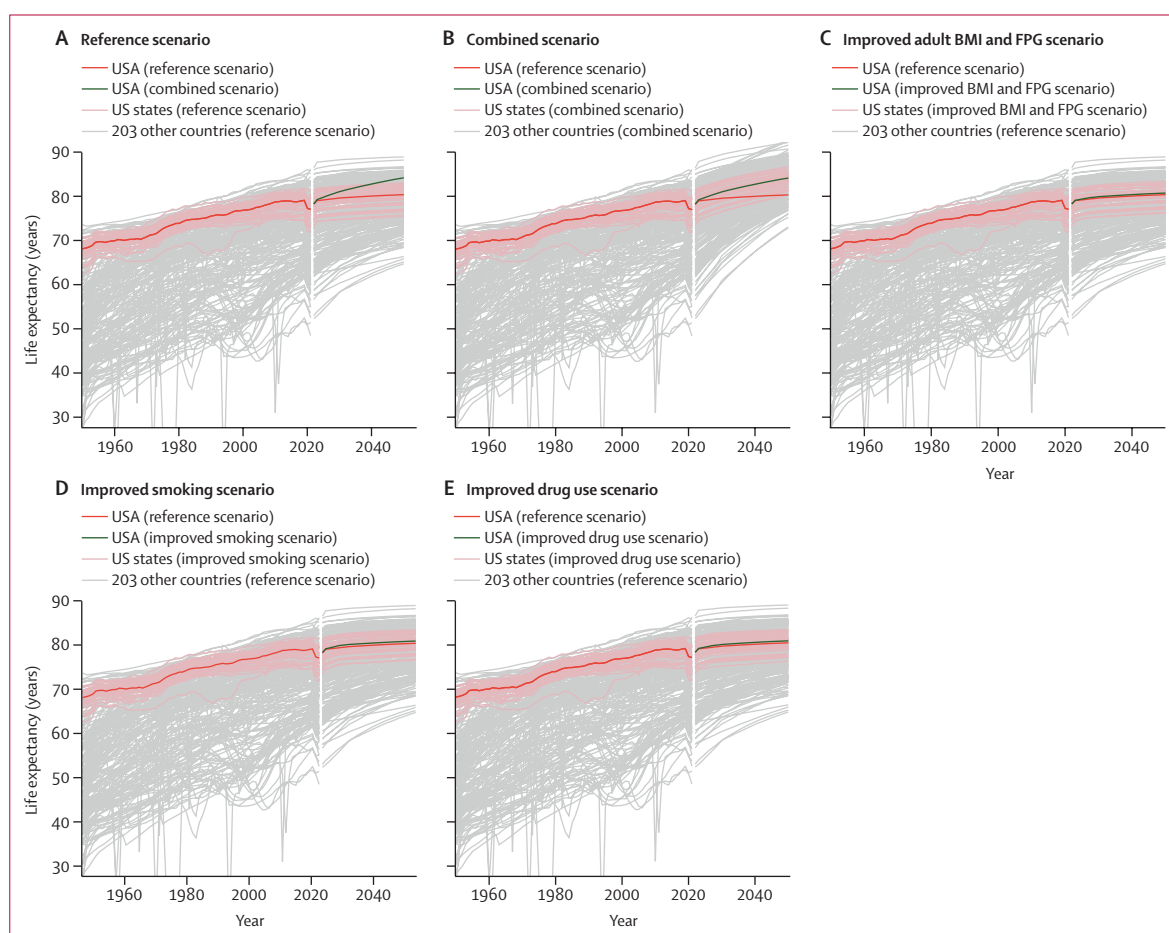 A Reference scenario
USA (reference scenario)
USA (combined scenario)
US states (reference scenario)
203 other countries (reference scenario)
B Combined scenario
USA (reference scenario)
USA (combined scenario)
US states (combined scenario)
203 other countries (combined scenario)
C Improved adult BMI and FPG scenario
USA (reference scenario)
USA (improved BMI and FPG scenario)
US states (improved BMI and FPG scenario)
203 other countries (reference scenario)
Life expectancy (years)
90
80
70
60
50
40
30
1960 1980 2000 2020 2040
1960 1980 2000 2020 2040
1960 1980 2000 2020 2040
Year
D Improved smoking scenario
USA (reference scenario)
USA (improved smoking scenario)
US states (improved smoking scenario)
203 other countries (reference scenario)
E Improved drug use scenario
USA (reference scenario)
USA (improved drug use scenario)
US states (improved drug use scenario)
203 other countries (reference scenario)
Life expectancy (years)
90
80
70
60
50
40
30
1960 1980 2000 2020 2040
Year
1960 1980 2000 2020 2040
Year